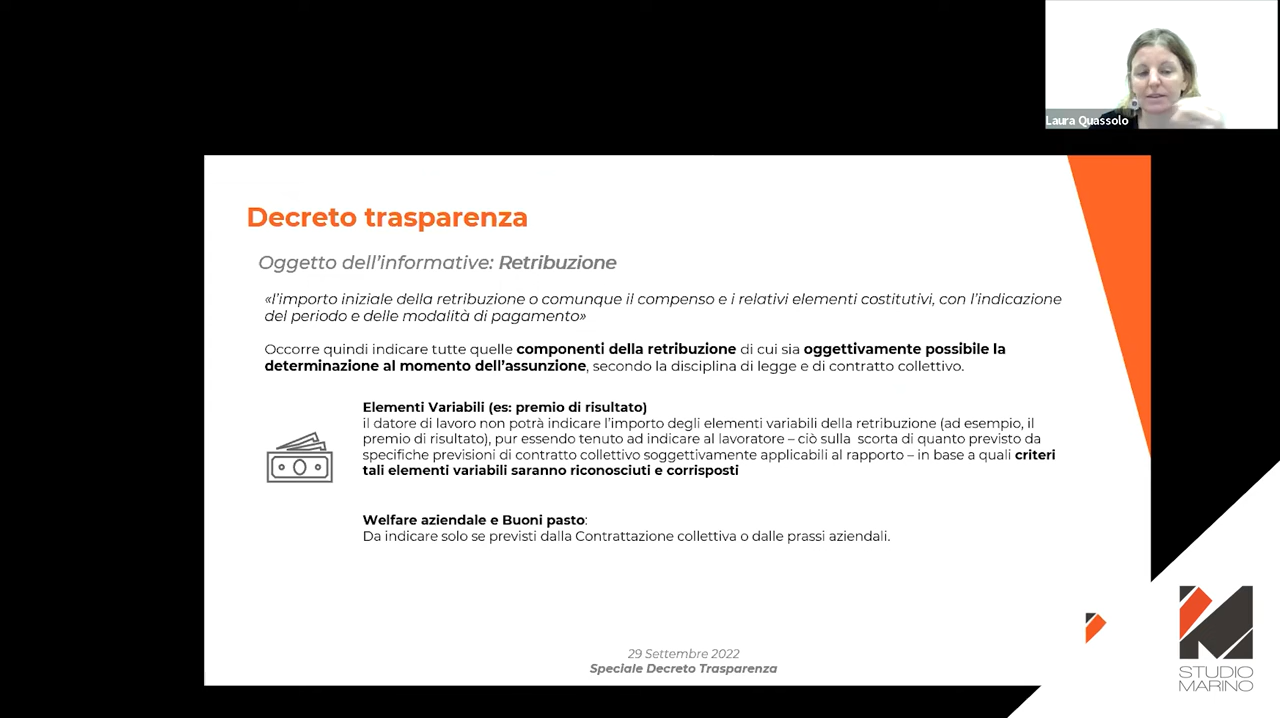 Laura Quassolo
Decreto trasparenza
Oggetto dell'informative: Retribuzione
«l'importo iniziale della retribuzione o comunque il compenso e i relativi elementi costitutivi, con l'indicazione
del periodo e delle modalità di pagamento»
Occorre quindi indicare tutte quelle componenti della retribuzione di cui sia oggettivamente possibile la
determinazione al momento dell'assunzione, secondo la disciplina di legge e di contratto collettivo.
Elementi Variabili (es: premio di risultato)
il datore di lavoro non potrà indicare l'importo degli elementi variabili della retribuzione (ad esempio, il
premio di risultato), pur essendo tenuto ad indicare al lavoratore – ciò sulla scorta di quanto previsto da
specifiche previsioni di contratto collettivo soggettivamente applicabili al rapporto – in base a quali criteri
tali elementi variabili saranno riconosciuti e corrisposti
Welfare aziendale e Buoni pasto:
Da indicare solo se previsti dalla Contrattazione collettiva o dalle prassi aziendali.
29 Settembre 2022
Speciale Decreto Trasparenza
STUDIO
MARINO